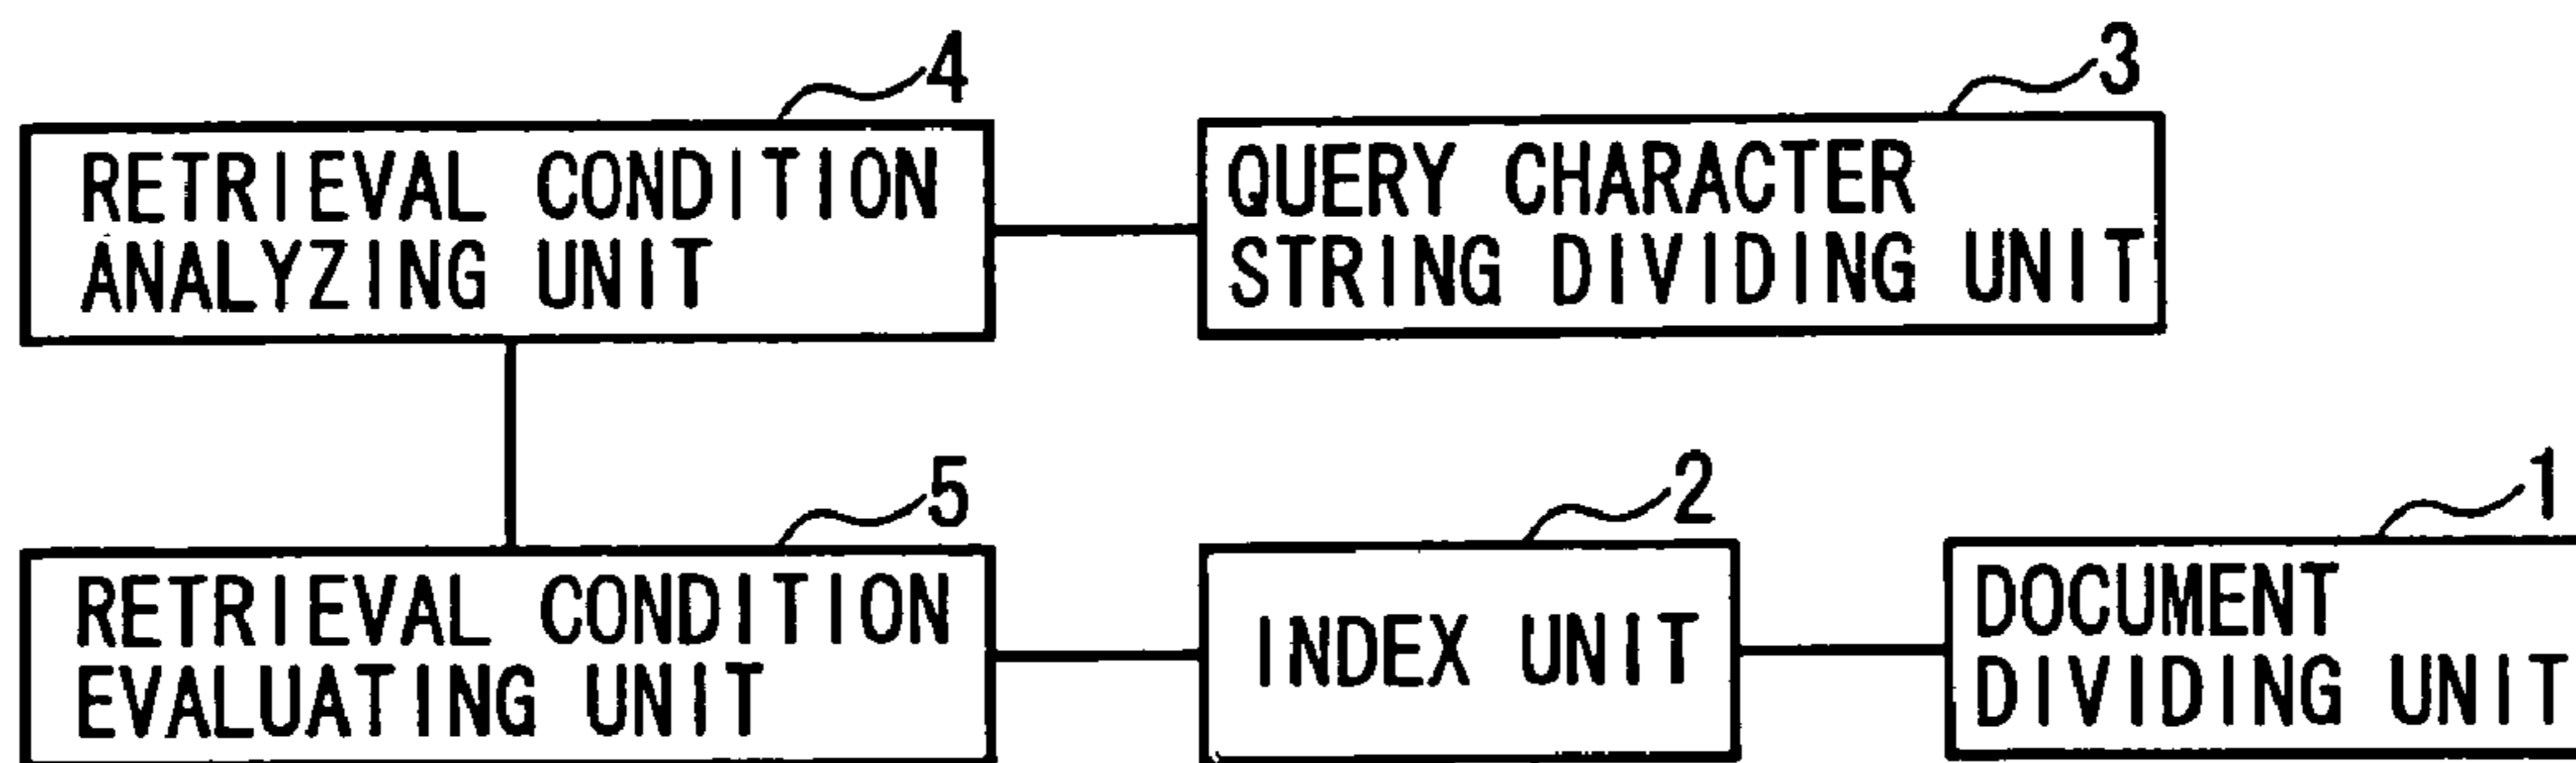 4
3
RETRIEVAL CONDITION
ANALYZING UNIT
QUERY CHARACTER
STRING DIVIDING UNIT
5
2
1
RETRIEVAL CONDITION
EVALUATING UNIT
INDEX UNIT
DOCUMENT
DIVIDING UNIT